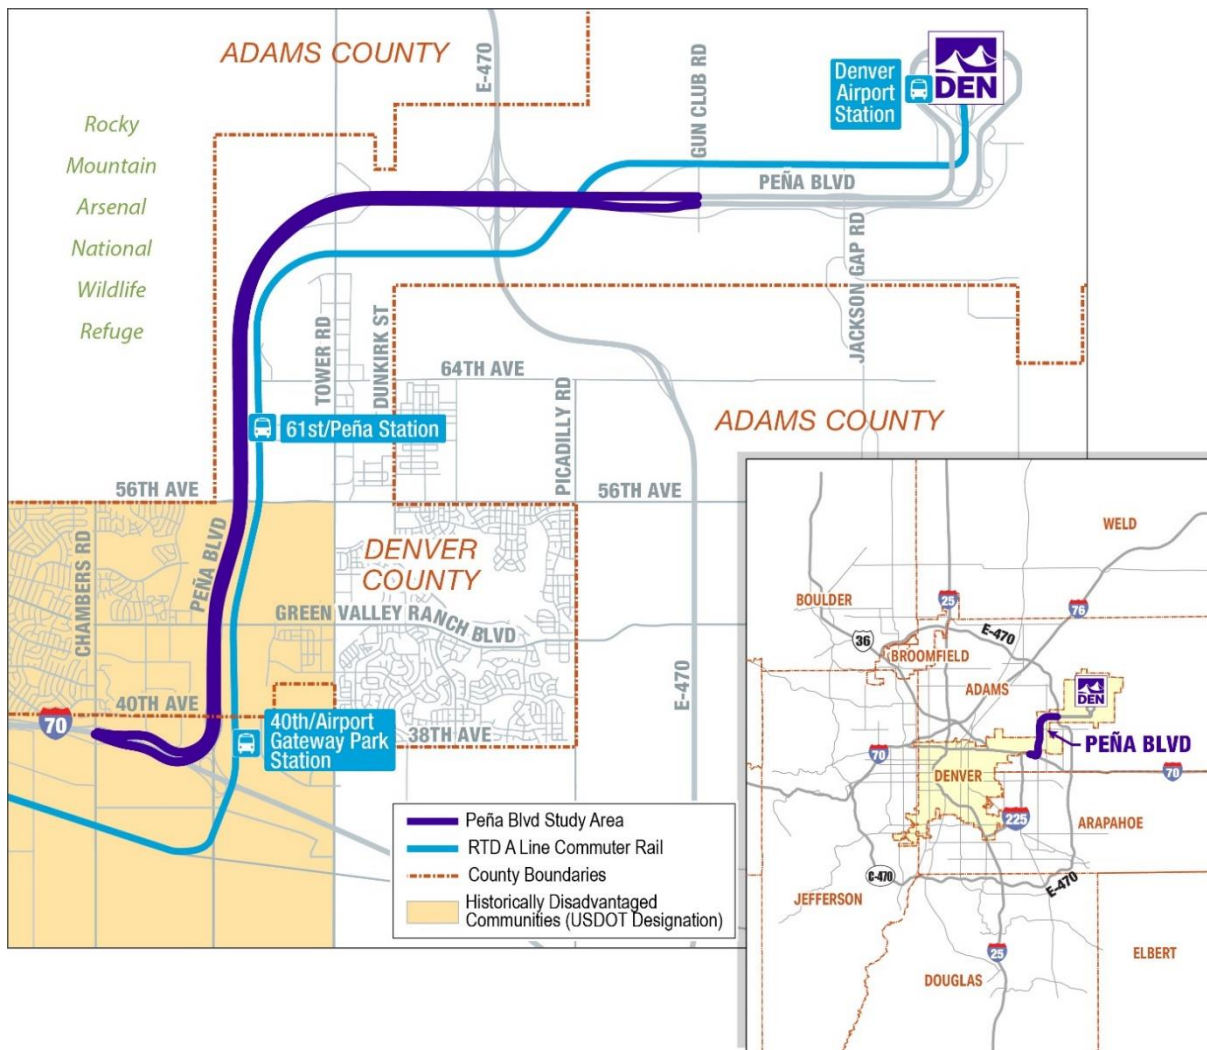 ADAMS COUNTY
E-470
GUN CLUB RD
Denver
Airport
Station
DEN
Rocky
Mountain
Arsenal
National
Wildlife
Refuge
PEÑA BLVD
JACKSON GAP RD
TOWER RD
DUNKIRK ST
64TH AVE
PICADILLY RD
ADAMS COUNTY
61st/Peña Station
56TH AVE
56TH AVE
CHAMBERS RD
PEÑA BLVD
DENVER
COUNTY
GREEN VALLEY RANCH BLVD
E-470
40TH AVE
70
40th/Airport
Gateway Park
Station
38TH AVE
Peña Blvd Study Area
RTD A Line Commuter Rail
County Boundaries
Historically Disadvantaged
Communities (USDOT Designation)
WELD
BOULDER
25
76
36
E-470
BROOMFIELD
ADAMS
DEN
PEÑA BLVD
70
70
DENVER
225
ARAPAHOE
C-470
E-470
JEFFERSON
25
ELBERT
DOUGLAS